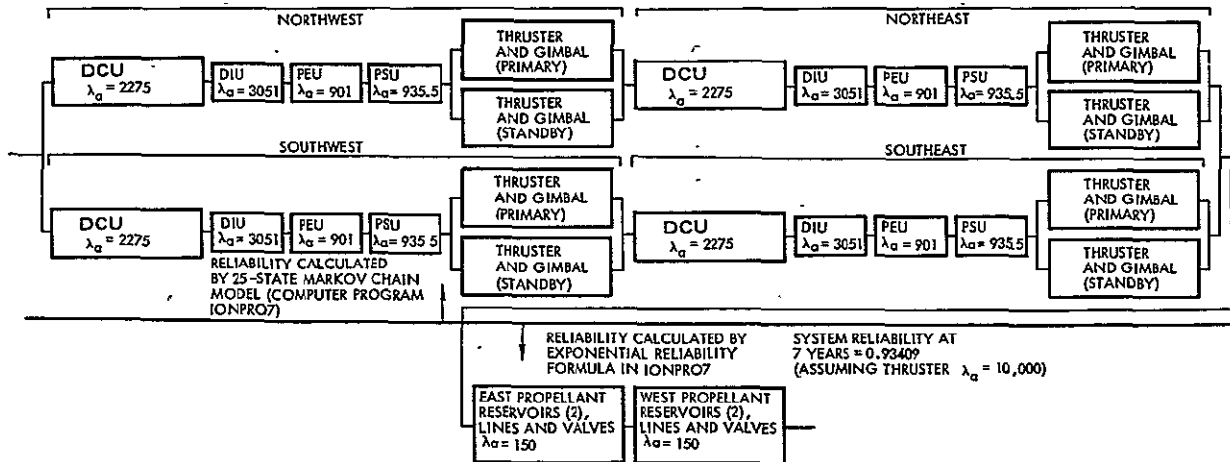 NORTHWEST
NORTHEAST
DCU
λa = 2275
DIU
λa = 3051
PEU
λa = 901
PSU
λa = 935.5
THRUSTER
AND GIMBAL
(PRIMARY)
THRUSTER
AND GIMBAL
(STANDBY)
DCU
λa = 2275
DIU
λa = 3051
PEU
λa = 901
PSU
λa = 935.5
THRUSTER
AND GIMBAL
(PRIMARY)
THRUSTER
AND GIMBAL
(STANDBY)
SOUTHWEST
SOUTHEAST
DCU
λa = 2275
DIU
λa = 3051
PEU
λa = 901
PSU
λa = 935 5
THRUSTER
AND GIMBAL
(PRIMARY)
THRUSTER
AND GIMBAL
(STANDBY)
DCU
λa = 2275
DIU
λa = 3051
PEU
λa = 901
PSU
λa = 935.5
THRUSTER
AND GIMBAL
(PRIMARY)
THRUSTER
AND GIMBAL
(STANDBY)
RELIABILITY CALCULATED
BY 25-STATE MARKOV CHAIN
MODEL (COMPUTER PROGRAM
IONPRO7)
RELIABILITY CALCULATED BY
EXPONENTIAL RELIABILITY
FORMULA IN IONPRO7
SYSTEM RELIABILITY AT
7 YEARS = 0.93409
(ASSUMING THRUSTER λa = 10,000)
EAST PROPELLANT
RESERVOIRS (2),
LINES AND VALVES
λa = 150
WEST PROPELLANT
RESERVOIRS (2),
LINES AND VALVES
λa = 150